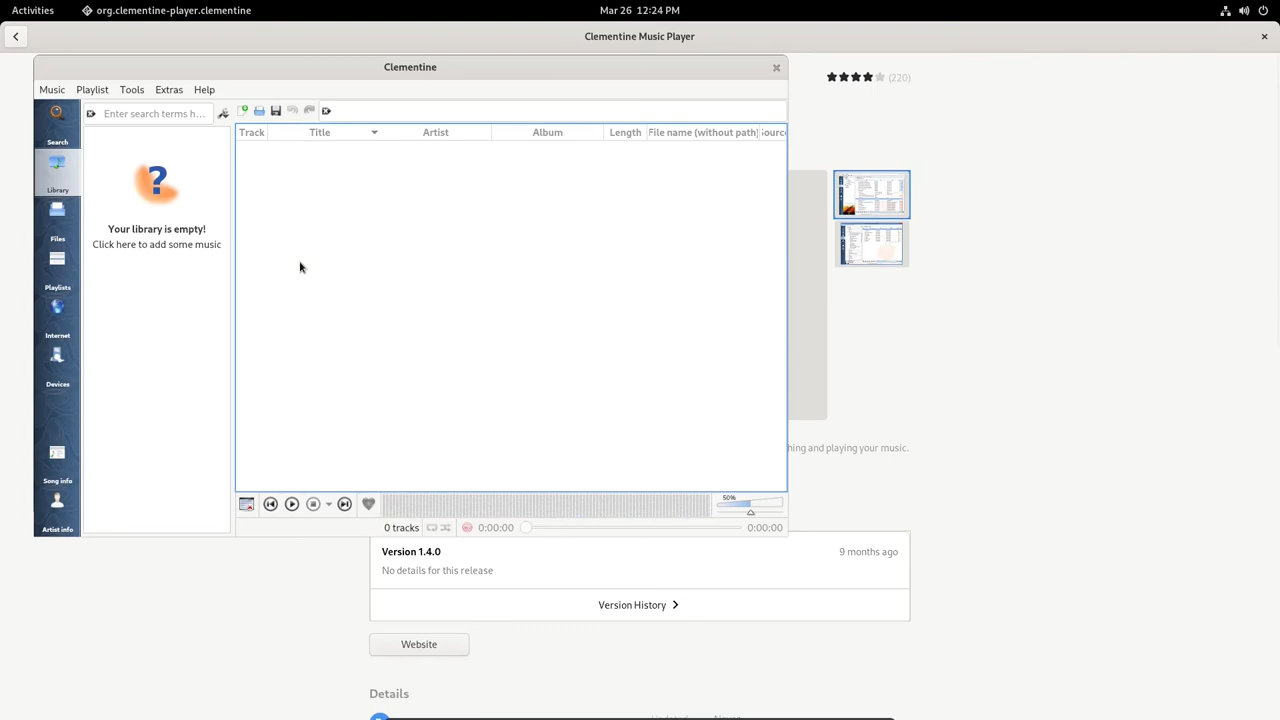 Activities
org.clementine-player.clementine
Mar 26 12:24 PM
Clementine Music Player
Clementine
(220)
Music
Playlist
Tools
Extras
Help
Enter search terms h...
Track
Title
Artist
Album
Length
File name (without path)
Source
Search
Library
Files
Playlists
Internet
Devices
Song info
Artist info
Your library is empty!
Click here to add some music
hing and playing your music.
50%
0 tracks
0:00:00
0:00:00
Version 1.4.0
9 months ago
No details for this release
Version History
Website
Details